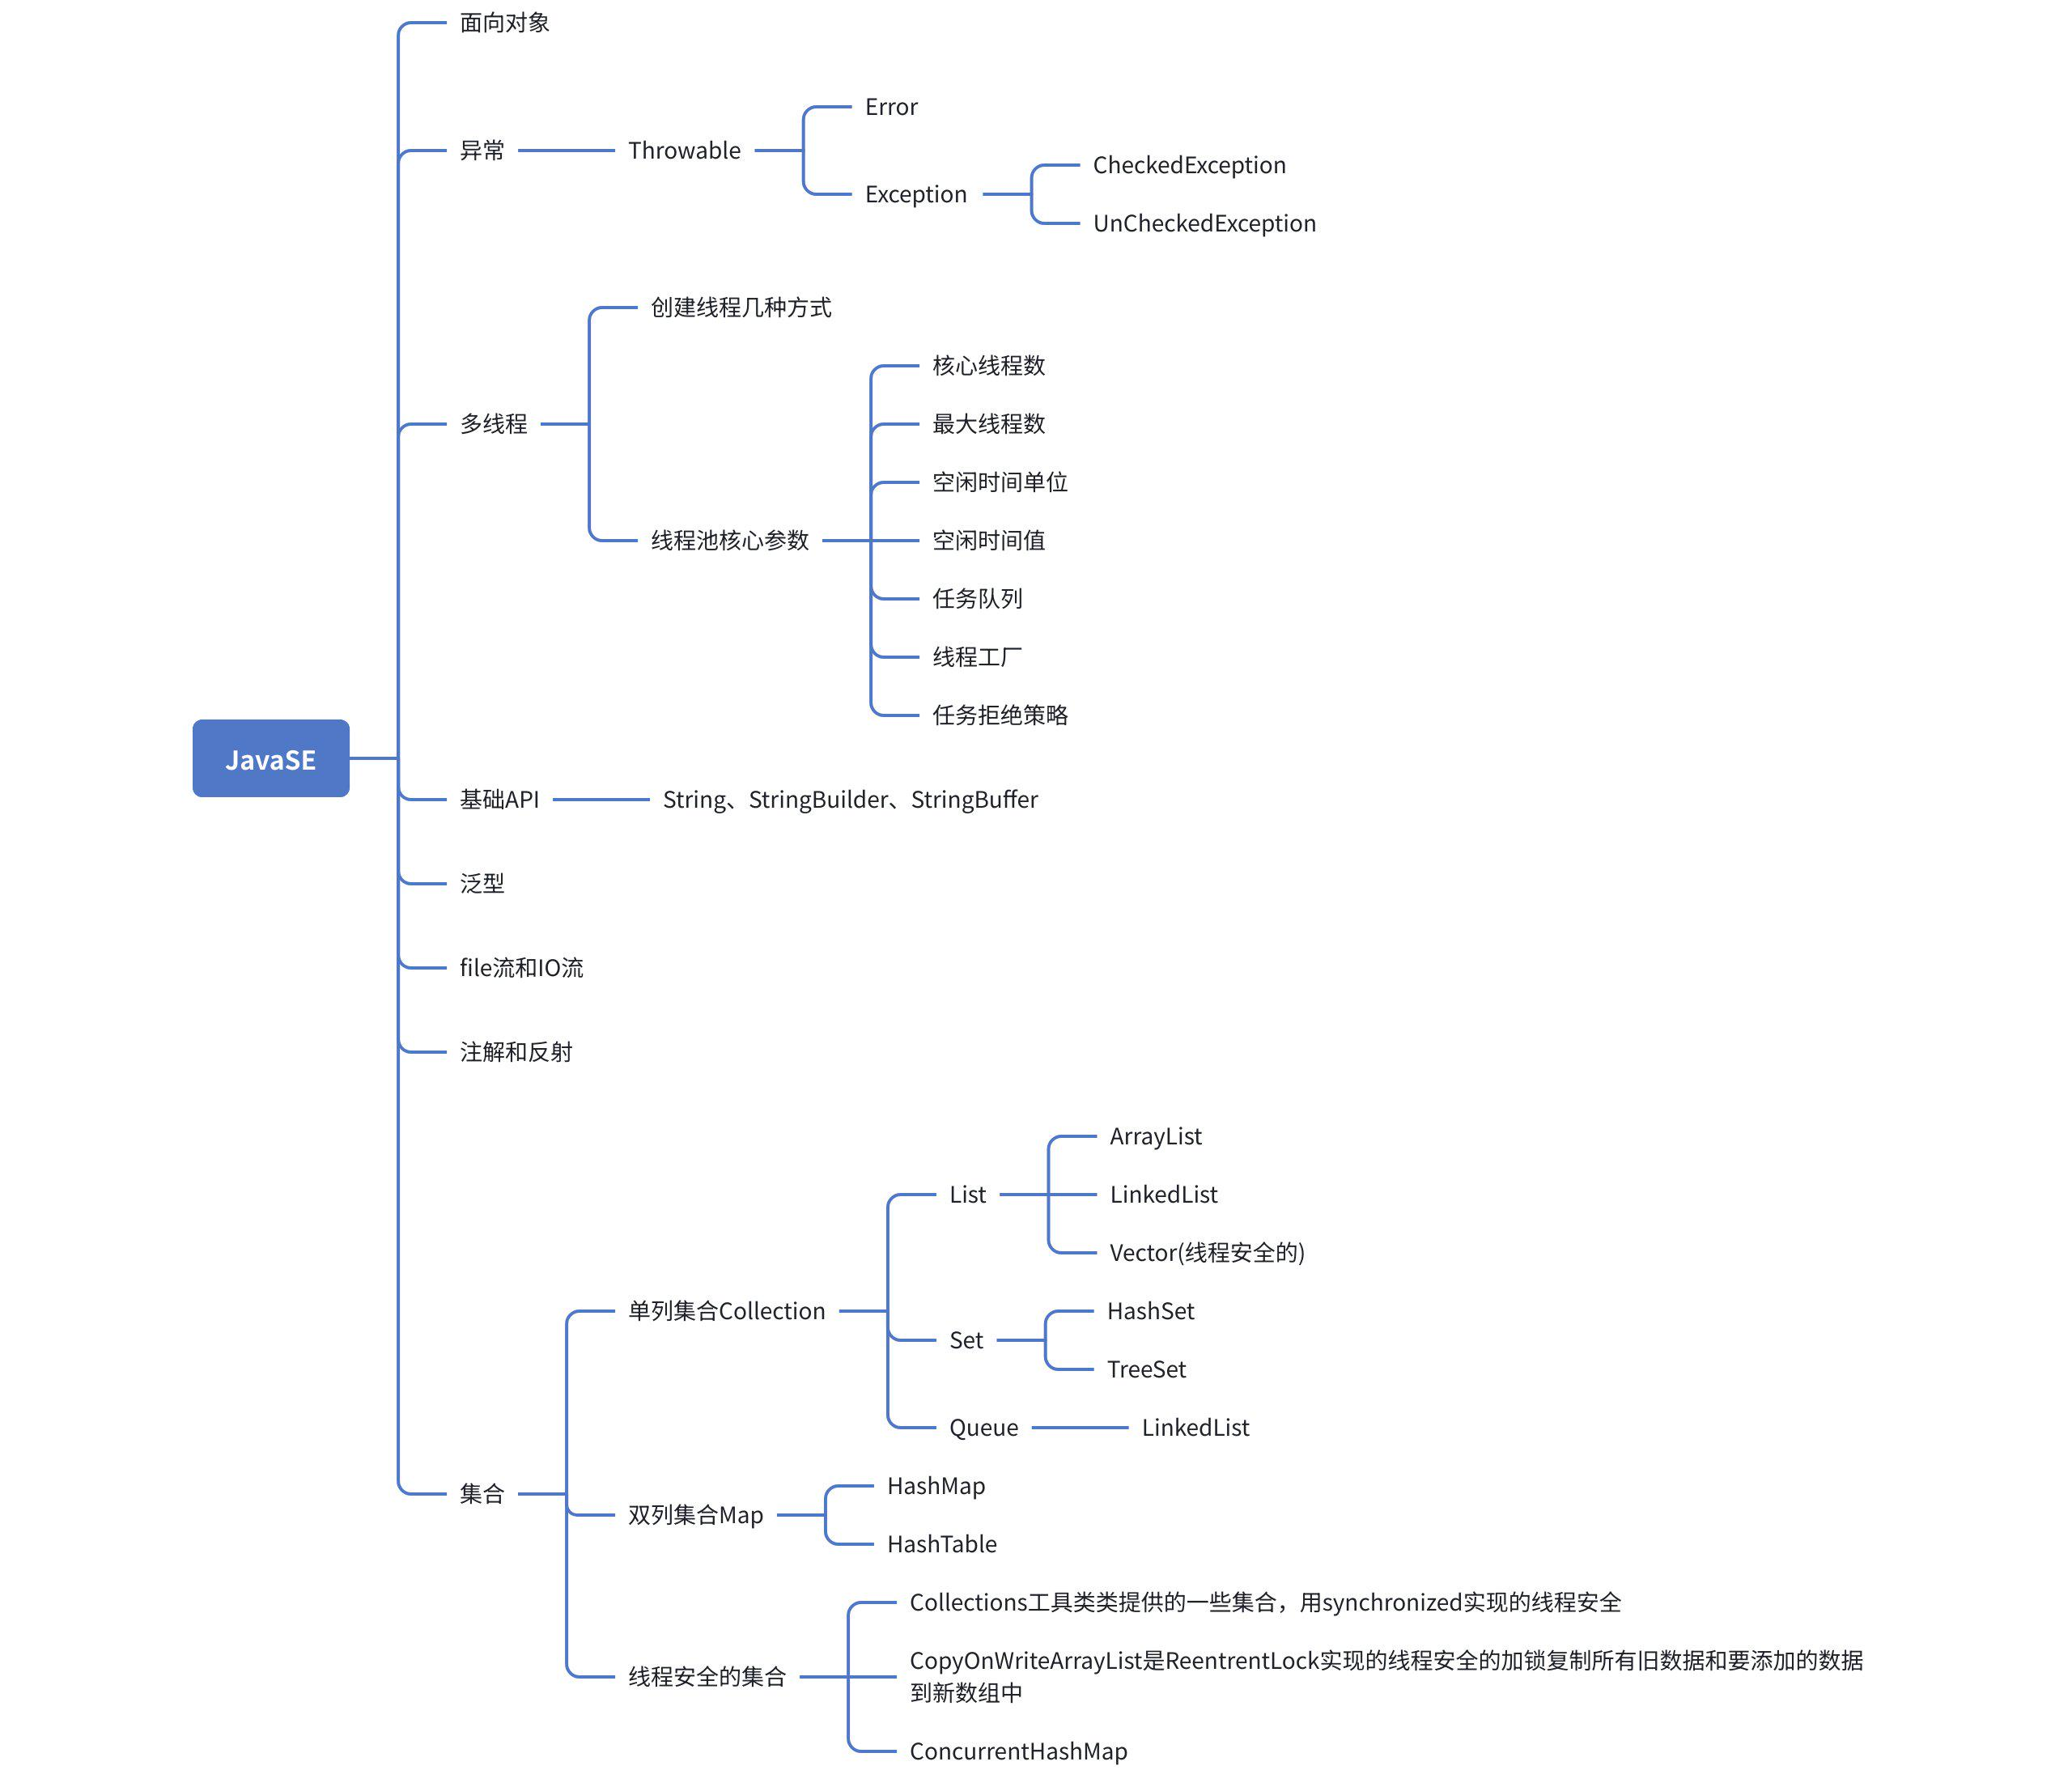 面向对象
异常
Throwable
Error
Exception
CheckedException
UnCheckedException
多线程
创建线程几种方式
线程池核心参数
核心线程数
最大线程数
空闲时间单位
空闲时间值
任务队列
线程工厂
任务拒绝策略
JavaSE
基础API
String、StringBuilder、StringBuffer
泛型
file流和IO流
注解和反射
集合
单列集合Collection
List
ArrayList
LinkedList
Vector(线程安全的)
Set
HashSet
TreeSet
Queue
LinkedList
双列集合Map
HashMap
HashTable
线程安全的集合
Collections工具类类提供的一些集合，用synchronized实现的线程安全
CopyOnWriteArrayList是ReentrentLock实现的线程安全的加锁复制所有旧数据和要添加的数据
到新数组中
ConcurrentHashMap